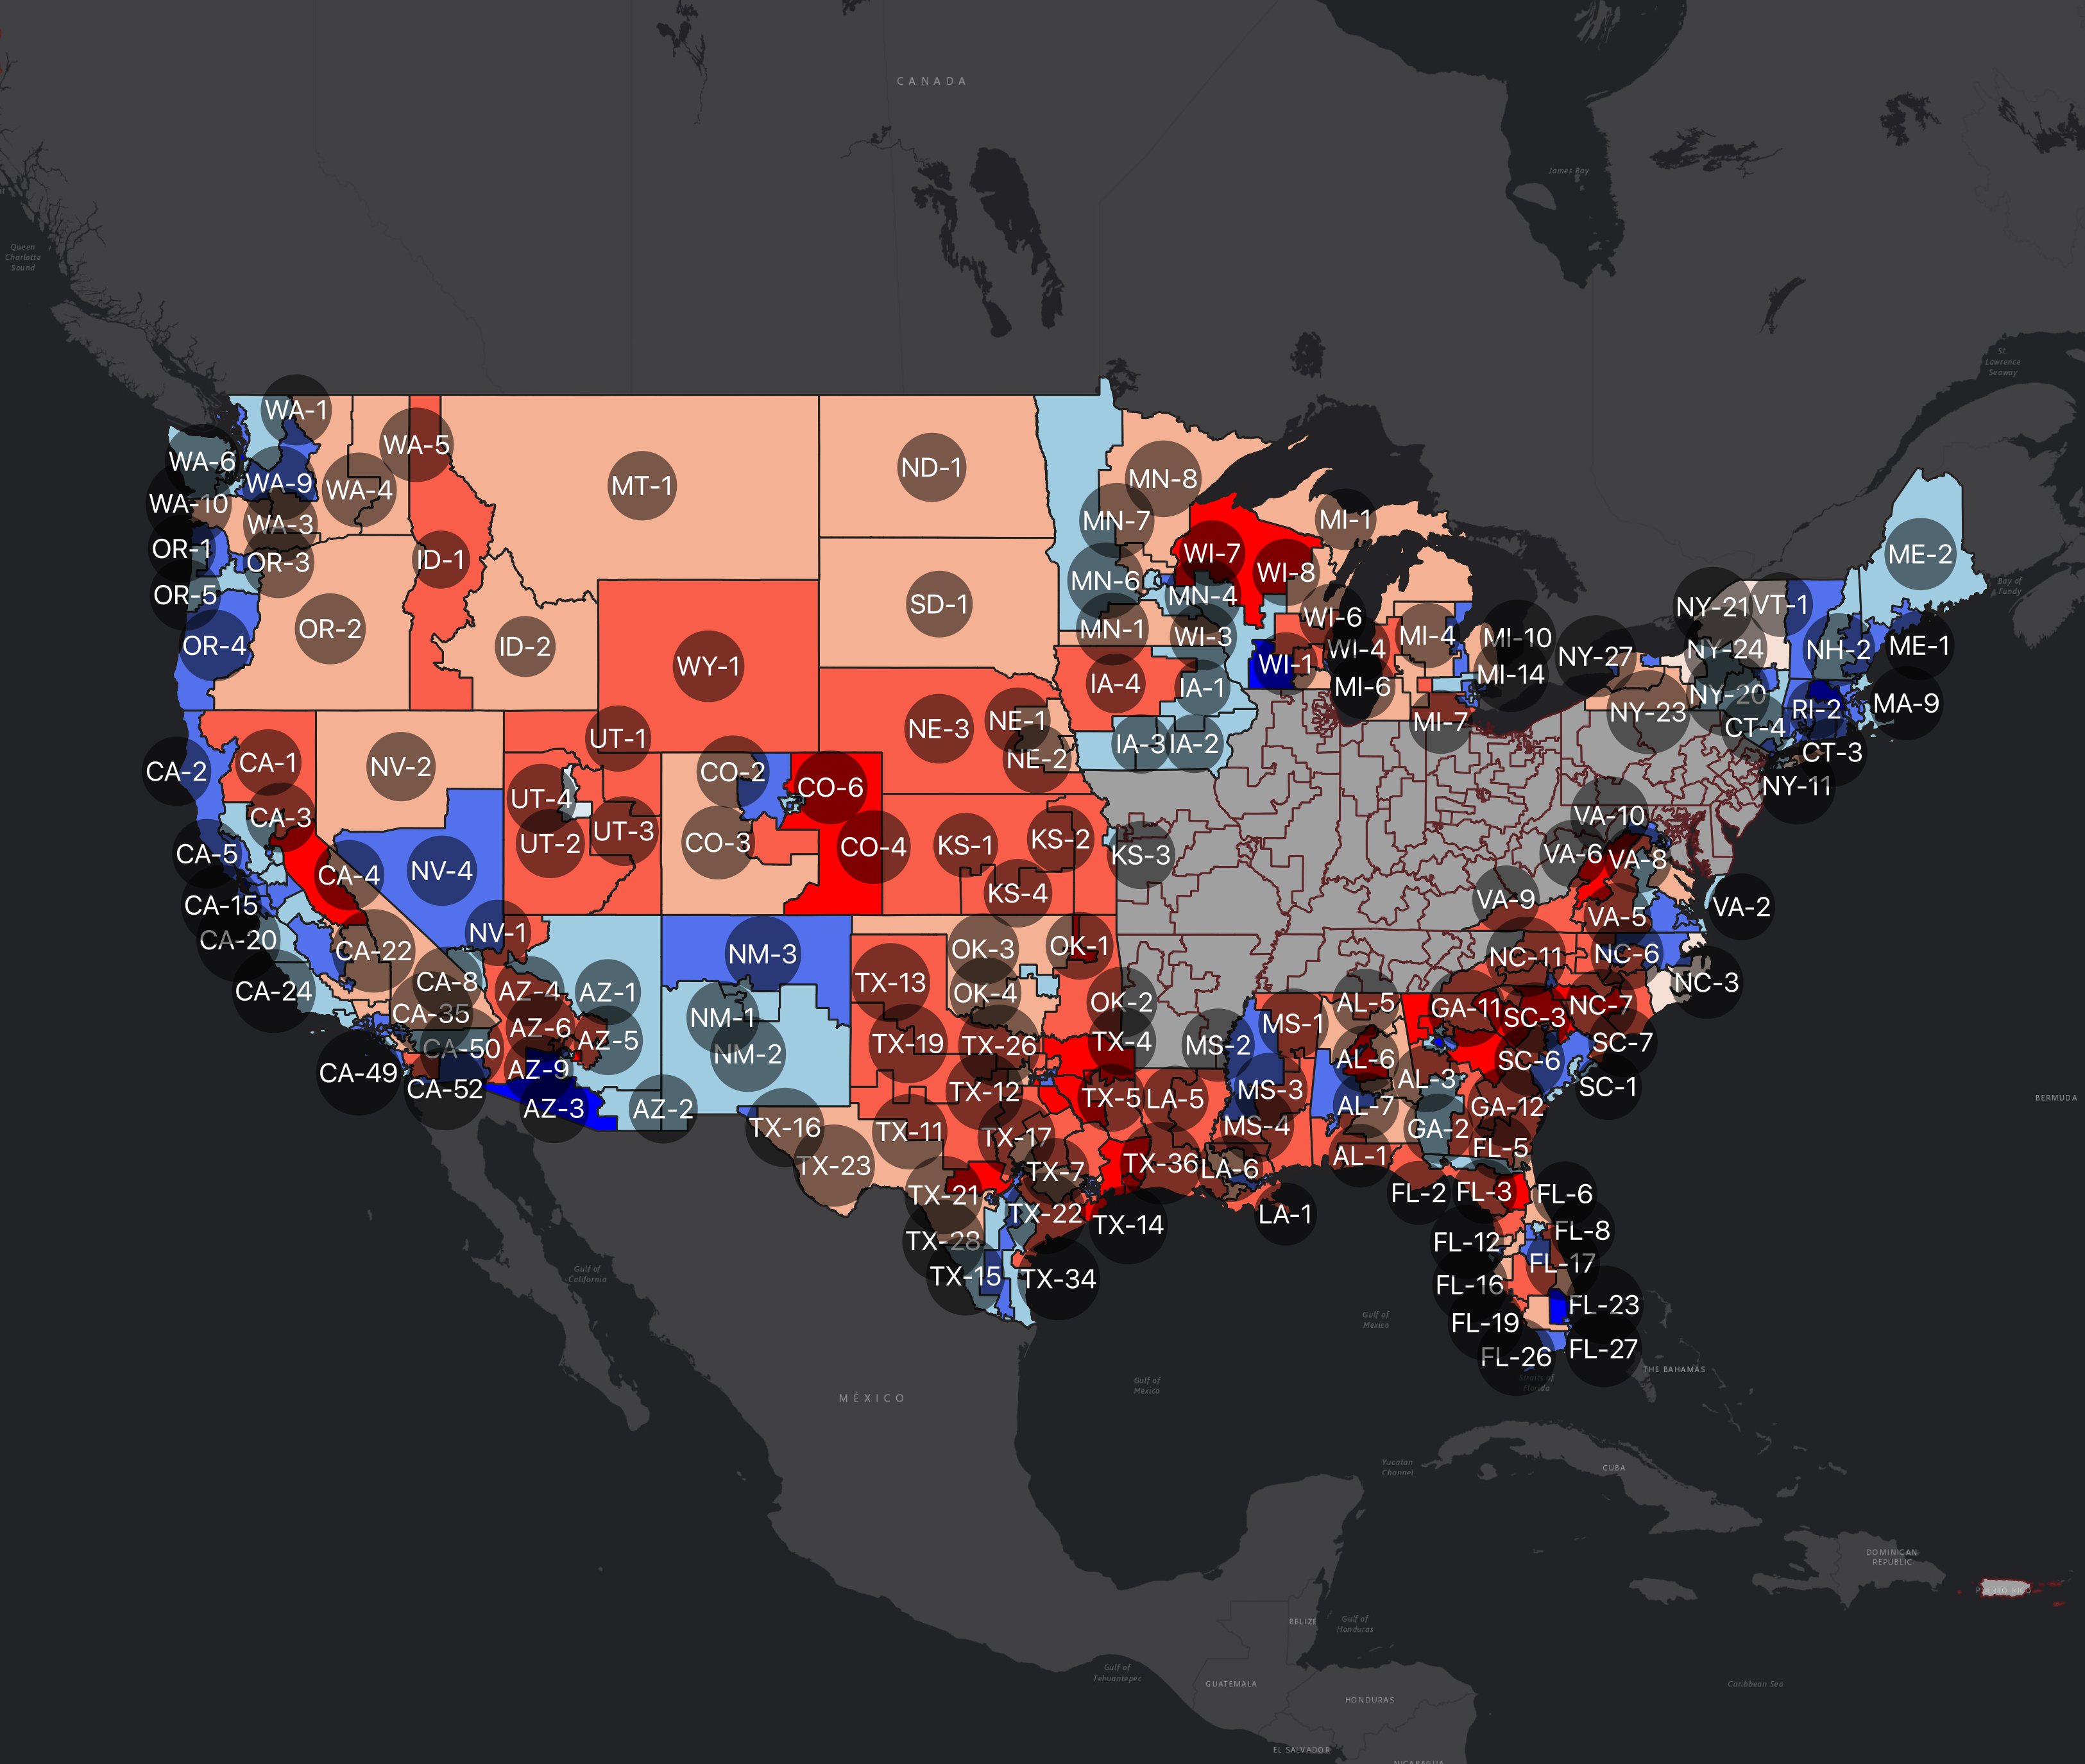 CANADA
James Bay
Queen
Charlotte
Sound
St
Lawrence
Seaway
Bay of
Fundy
WA-1
WA-5
WA-6
WA-9
WA-4
WA-10
WA-3
MT-1
ND-1
MN-8
MN-7
MI-1
OR-1
OR-3
ID-1
WI-7
WI-8
ME-2
OR-5
MN-6
MN-4
SD-1
NY-21
VT-1
OR-4
OR-2
ID-2
MN-1
WI-3
WI-6
WI-4
MI-4
MI-10
NY-27
NY-24
NH-2
ME-1
WY-1
WI-1
MI-14
IA-4
IA-1
MI-6
NY-20
RI-2
MA-9
NE-3
NE-1
MI-7
NY-23
CT-4
UT-1
IA-3
IA-2
CT-3
CA-2
CA-1
NV-2
CO-2
NE-2
CO-6
NY-11
UT-4
CA-3
VA-10
UT-3
CA-5
UT-2
CO-3
CO-4
KS-1
KS-2
KS-3
VA-6
VA-8
CA-4
NV-4
KS-4
VA-9
CA-15
VA-5
VA-2
CA-20
NV-1
CA-22
NM-3
OK-3
OK-1
NC-11
NC-6
CA-8
TX-13
NC-3
CA-24
AZ-4
AZ-1
OK-4
OK-2
AL-5
GA-11
NC-7
CA-35
NM-1
SC-3
AZ-6
AZ-5
MS-1
CA-50
NM-2
TX-19
TX-26
TX-4
MS-2
SC-7
AL-6
SC-6
CA-49
AZ-9
AL-3
CA-52
TX-12
MS-3
SC-1
AZ-3
AZ-2
TX-5
LA-5
AL-7
GA-12
BERMUDA
TX-16
TX-11
TX-17
MS-4
GA-2
TX-23
TX-7
TX-36
LA-6
AL-1
FL-5
TX-21
FL-2
FL-3
FL-6
TX-22
TX-14
LA-1
TX-28
FL-12
FL-8
TX-15
TX-34
FL-17
FL-16
FL-23
FL-19
FL-27
FL-26
Gulf of
California
Gulf of
Mexico
Gulf of
Mexico
THE BAHAMAS
Straits of
Florida
MÉXICO
Yucatan
Channel
CUBA
DOMINICAN
REPUBLIC
PUERTO RICO
BELIZE
Gulf of
Honduras
Gulf of
Tehuantepec
GUATEMALA
HONDURAS
Caribbean Sea
EL SALVADOR
NICARAGUA